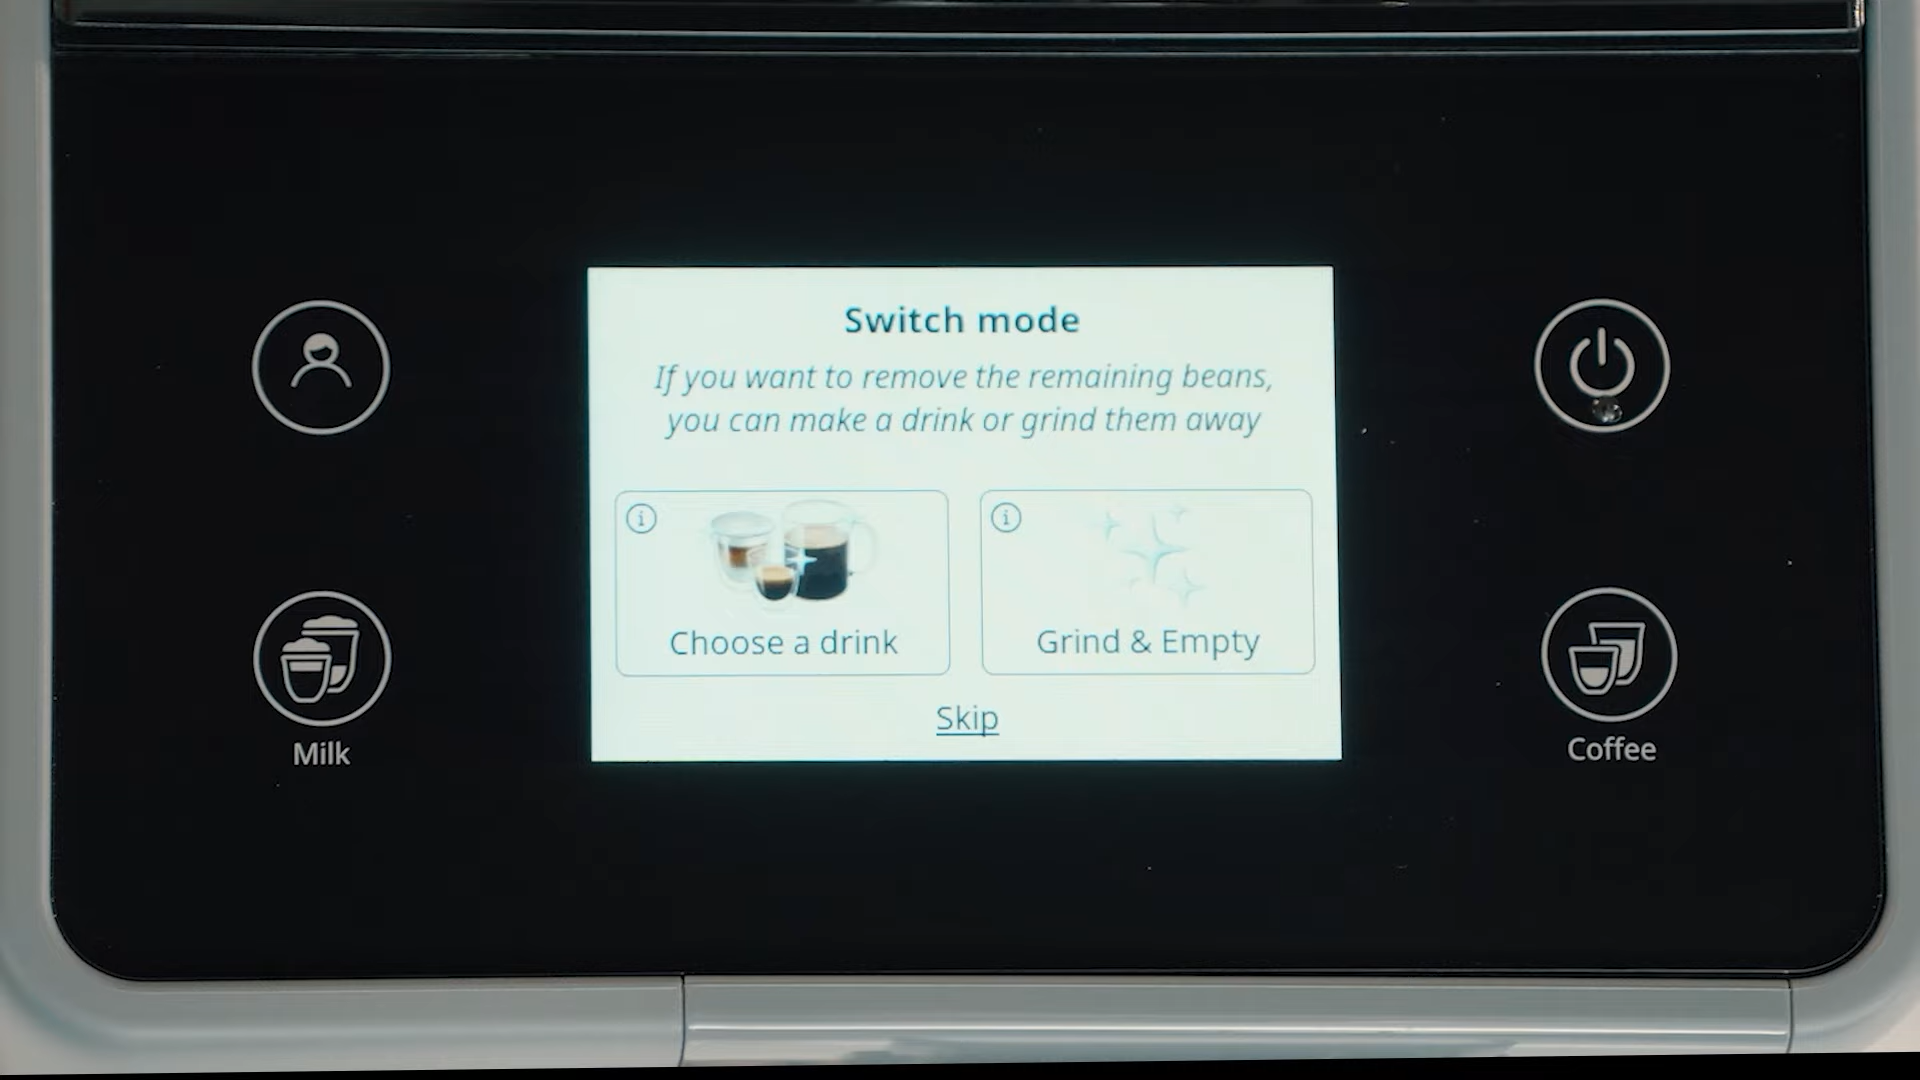 Switch mode
If you want to remove the remaining beans,
you can make a drink or grind them away
Choose a drink
Grind & Empty
Skip
Milk
Coffee